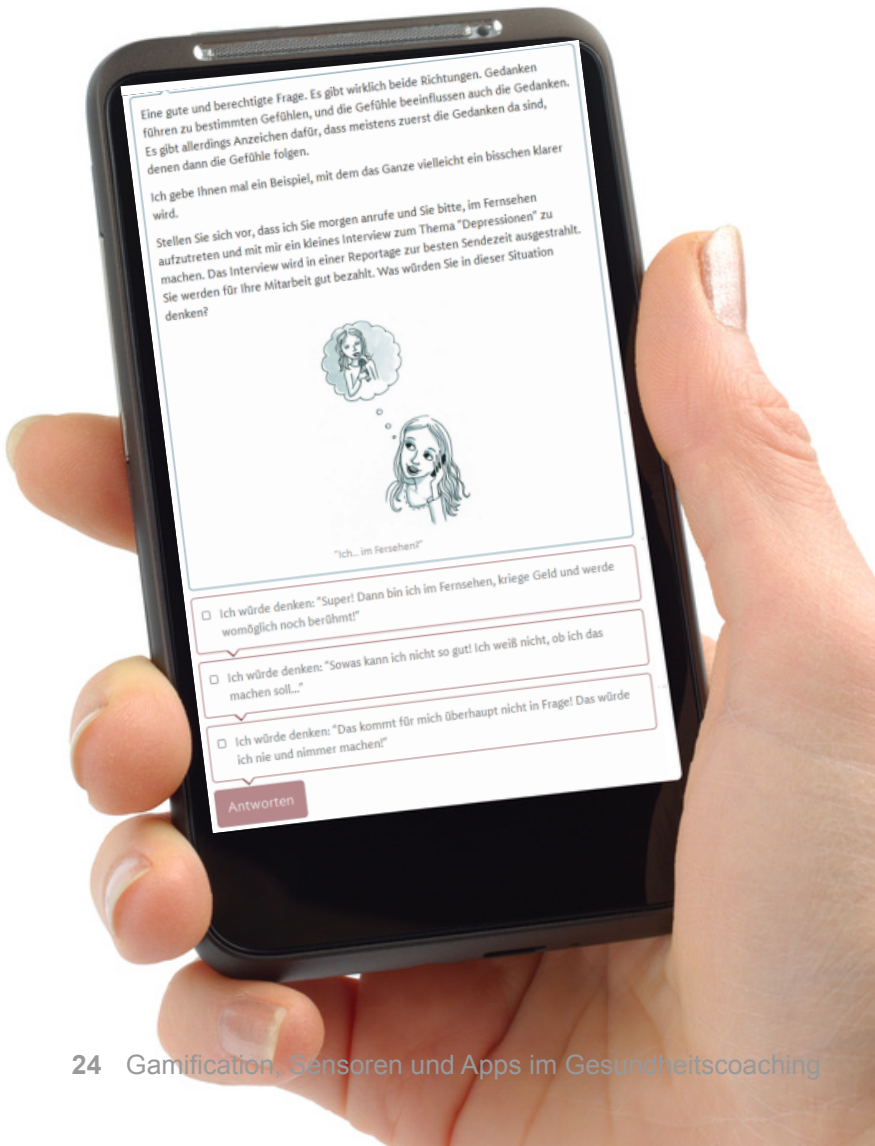 Eine gute und berechtigte Frage. Es gibt wirklich beide Richtungen. Gedanken
führen zu bestimmten Gefühlen, und die Gefühle beeinflussen auch die Gedanken.
Es gibt allerdings Anzeichen dafür, dass meistens zuerst die Gedanken da sind,
denen dann die Gefühle folgen.
Ich gebe Ihnen mal ein Beispiel, mit dem das Ganze vielleicht ein bisschen klarer
wird.
Stellen Sie sich vor, dass ich Sie morgen anrufe und Sie bitte, im Fernsehen
aufzutreten und mit mir ein kleines Interview zum Thema "Depressionen" zu
machen. Das Interview wird in einer Reportage zur besten Sendezeit ausgestrahlt.
Sie werden für Ihre Mitarbeit gut bezahlt. Was würden Sie in dieser Situation
denken?
"Ich... im Fersehen?"
Ich würde denken: "Super! Dann bin ich im Fernsehen, kriege Geld und werde
womöglich noch berühmt!"
Ich würde denken: "Sowas kann ich nicht so gut! Ich weiß nicht, ob ich das
machen soll..."
Ich würde denken: "Das kommt für mich überhaupt nicht in Frage! Das würde
ich nie und nimmer machen!"
Antworten
24 Gamification, Sensoren und Apps im Gesundheitscoaching